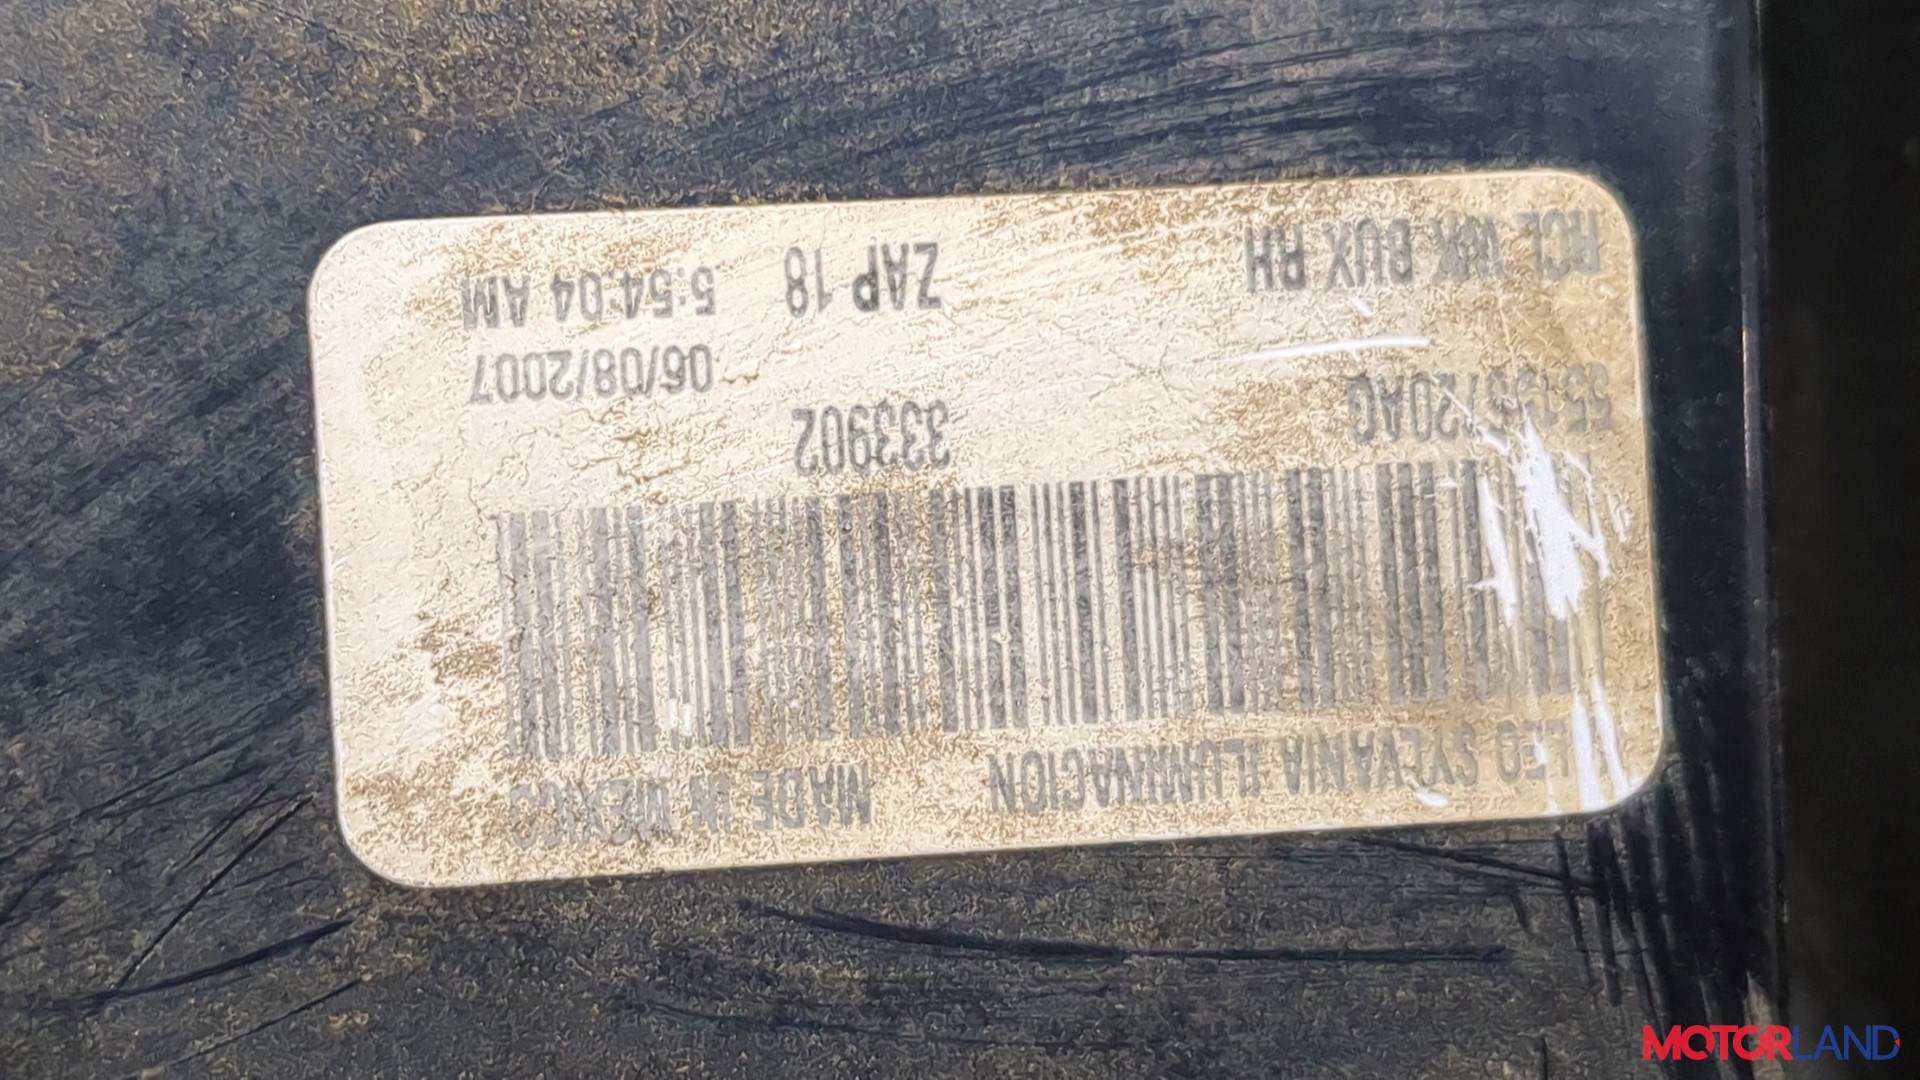 SYLVANIA ILUMINACION MADE IN MEXICO
333902 06/08/2007
RCL WK BUX RH ZAP 18 5:54:04 AM
MOTORLAND